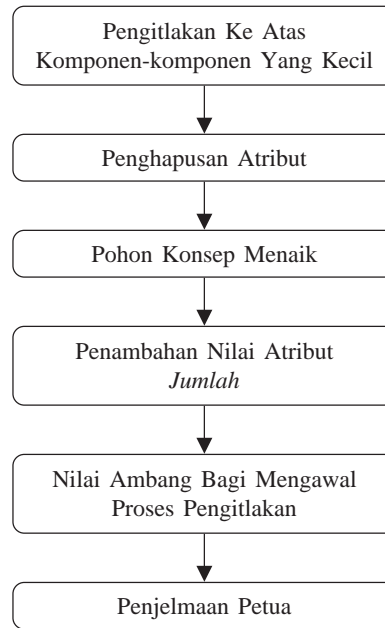 Pengitlakan Ke Atas
Komponen-komponen Yang Kecil
Penghapusan Atribut
Pohon Konsep Menaik
Penambahan Nilai Atribut
Jumlah
Nilai Ambang Bagi Mengawal
Proses Pengitlakan
Penjelmaan Petua